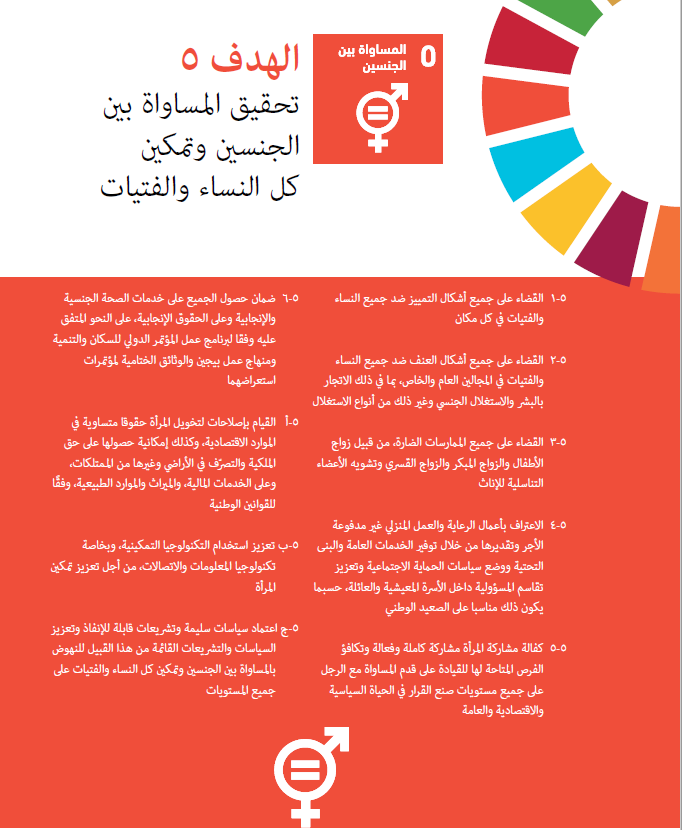 الهدف ٥
تحقيق المساواة بين
الجنسين وتمكين
كل النساء والفتيات
٥
المساواة بين
الجنسين
٥-١ القضاء على جميع أشكال التمييز ضد جميع النساء
والفتيات في كل مكان
٥-٢ القضاء على جميع أشكال العنف ضد جميع النساء
والفتيات في المجالين العام والخاص، بما في ذلك الاتجار
بالبشر والاستغلال الجنسي وغير ذلك من أنواع الاستغلال
٥-٣ القضاء على جميع الممارسات الضارة، من قبيل زواج
الأطفال والزواج المبكر والزواج القسري وتشويه الأعضاء
التناسلية للإناث
٥-٤ الاعتراف بأعمال الرعاية والعمل المنزلي غير مدفوعة
الأجر وتقديرها من خلال توفير الخدمات العامة والبنى
التحتية ووضع سياسات الحماية الاجتماعية وتعزيز
تقاسم المسؤولية داخل الأسرة المعيشية والعائلة، حسبما
يكون ذلك مناسبا على الصعيد الوطني
٥-٥ كفالة مشاركة المرأة مشاركة كاملة وفعالة وتكافؤ
الفرص المتاحة لها للقيادة على قدم المساواة مع الرجل
على جميع مستويات صنع القرار في الحياة السياسية
والاقتصادية والعامة
٥-٦ ضمان حصول الجميع على خدمات الصحة الجنسية
والإنجابية وعلى الحقوق الإنجابية، على النحو المتفق
عليه وفقا لبرنامج عمل المؤتمر الدولي للسكان والتنمية
ومنهاج عمل بيجين والوثائق الختامية لمؤتمرات
استعراضهما
٥-أ القيام بإصلاحات لتخويل المرأة حقوقا متساوية في
الموارد الاقتصادية، وكذلك إمكانية حصولها على حق
الملكية والتصرّف في الأراضي وغيرها من الممتلكات،
وعلى الخدمات المالية، والميراث والموارد الطبيعية، وفقًا
للقوانين الوطنية
٥-ب تعزيز استخدام التكنولوجيا التمكينية، وبخاصة
تكنولوجيا المعلومات والاتصالات، من أجل تعزيز تمكين
المرأة
٥-ج اعتماد سياسات سليمة وتشريعات قابلة للإنفاذ وتعزيز
السياسات والتشريعات القائمة من هذا القبيل للنهوض
بالمساواة بين الجنسين وتمكين كل النساء والفتيات على
جميع المستويات